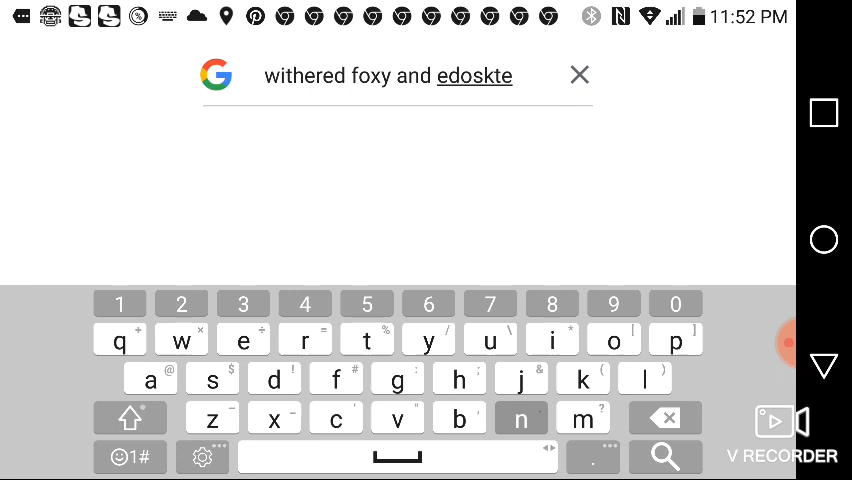 11:52 PM
withered foxy and edoskte
1 2 3 4 5 6 7 8 9 0
q + w × e ÷ r = t % y / u \ i * o [ p ]
a @ s $ d ! f # g : h ; j & k ( l )
z – x – c ' v " b , n . m ?
☺1# .
V RECORDER